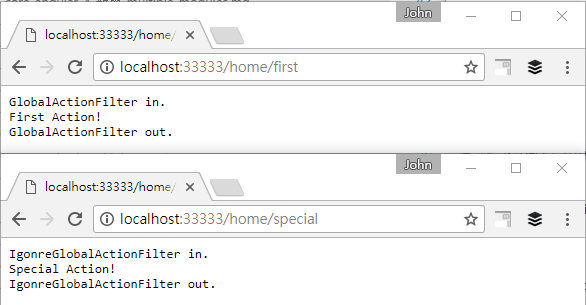 John
localhost:33333/home/
localhost:33333/home/first
GlobalActionFilter in.
First Action!
GlobalActionFilter out.
John
localhost:33333/home/
localhost:33333/home/special
IgonreGlobalActionFilter in.
Special Action!
IgonreGlobalActionFilter out.